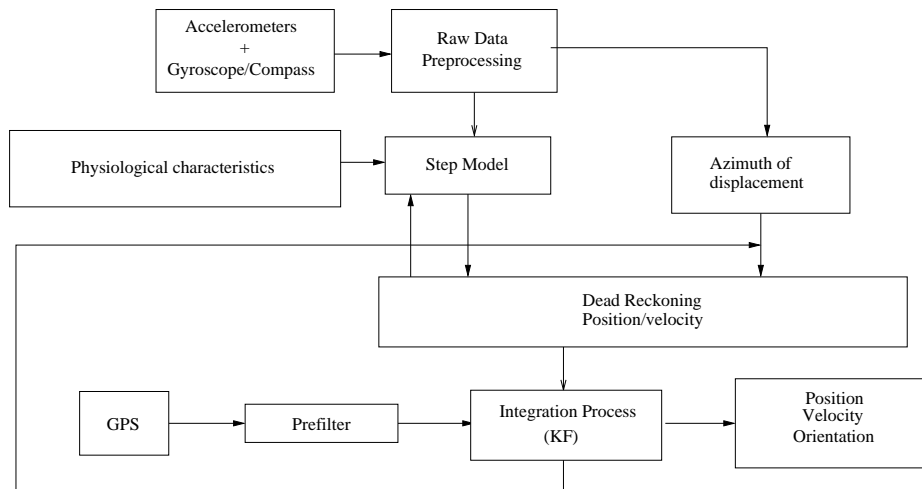 Accelerometers
+
Gyroscope/Compass
Raw Data
Preprocessing
Physiological characteristics
Step Model
Azimuth of
displacement
Dead Reckoning
Position/velocity
GPS
Prefilter
Integration Process
(KF)
Position
Velocity
Orientation